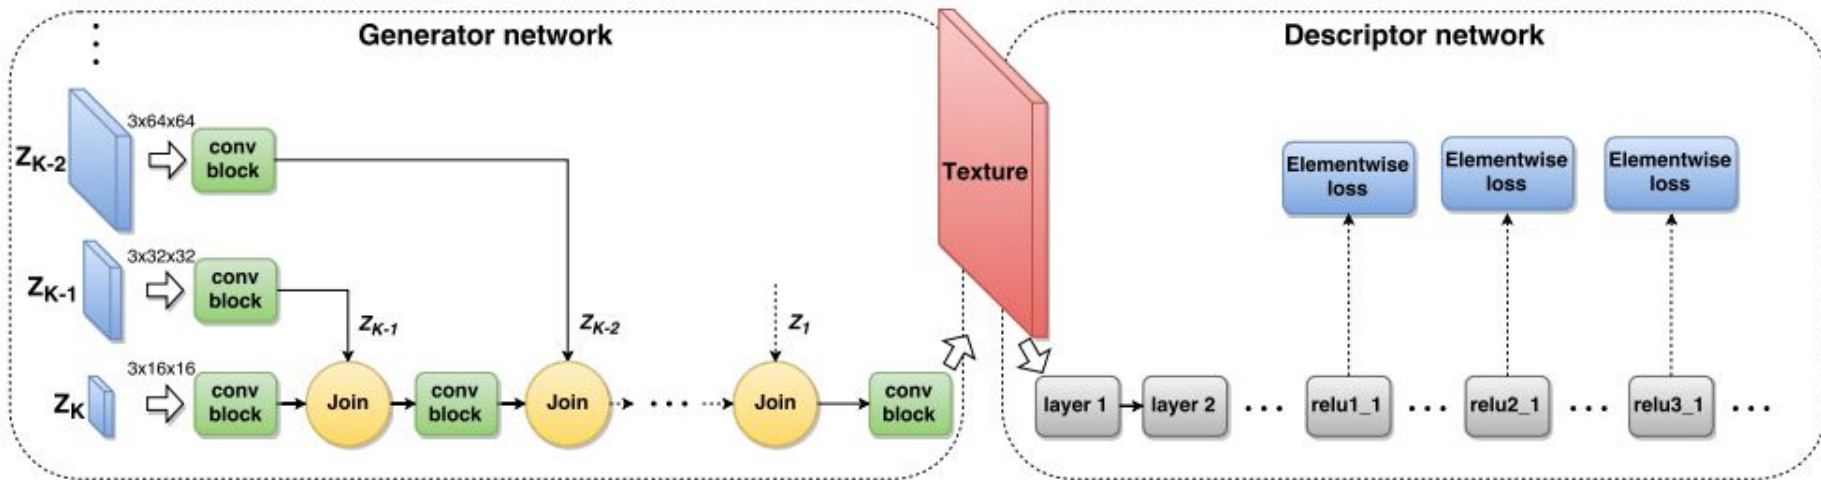 Generator network
Descriptor network
3x64x64
Z_{K-2}
conv
block
3x32x32
Z_{K-1}
conv
block
Z_{K-1}
Z_{K-2}
Z_1
3x16x16
Z_K
conv
block
Join
conv
block
Join
...
Join
conv
block
Texture
Elementwise
loss
Elementwise
loss
Elementwise
loss
layer 1
layer 2
...
relu1_1
...
relu2_1
...
relu3_1
...